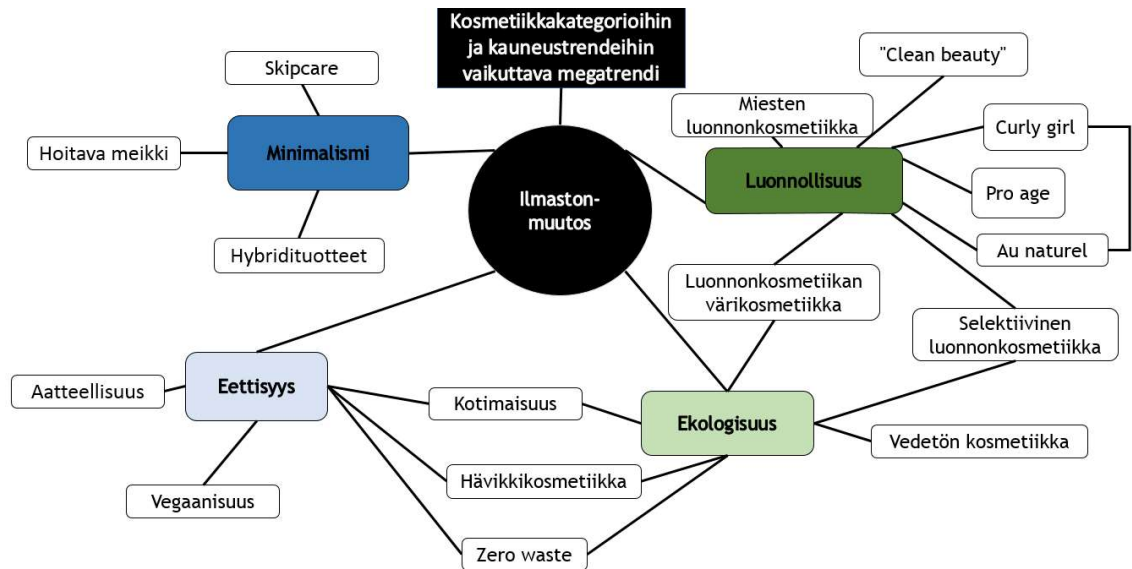 Kosmetiikkakategorioihin
ja kauneustrendeihin
vaikuttava megatrendi
"Clean beauty"
Skipcare
Miesten
luonnonkosmetiikka
Curly girl
Hoitava meikki
Minimalismi
Luonnollisuus
Pro age
Ilmaston-
muutos
Hybridituotteet
Au naturel
Luonnonkosmetiikan
värikosmetiikka
Selektiivinen
luonnonkosmetiikka
Aatteellisuus
Eettisyys
Kotimaisuus
Ekologisuus
Vedetön kosmetiikka
Hävikkikosmetiikka
Vegaanisuus
Zero waste